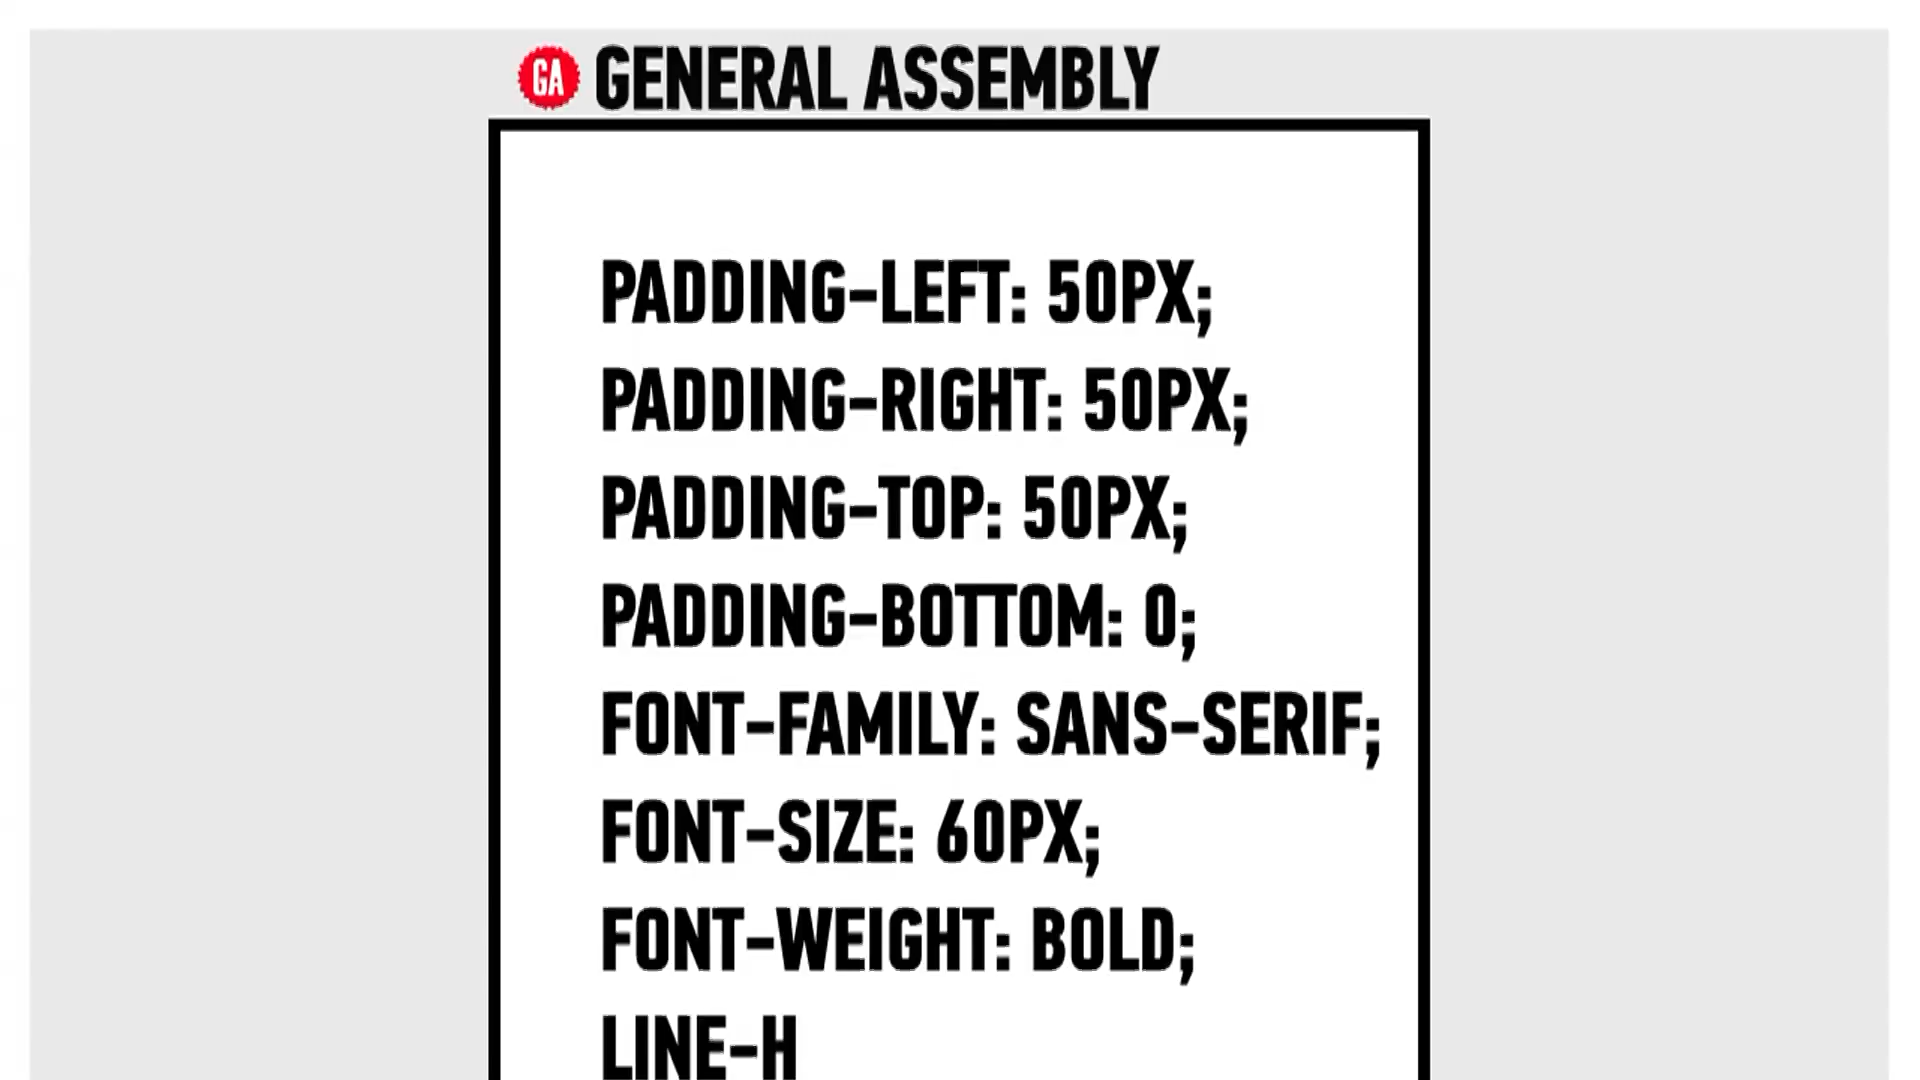 GA GENERAL ASSEMBLY
PADDING-LEFT: 50PX;
PADDING-RIGHT: 50PX;
PADDING-TOP: 50PX;
PADDING-BOTTOM: 0;
FONT-FAMILY: SANS-SERIF;
FONT-SIZE: 60PX;
FONT-WEIGHT: BOLD;
LINE-H